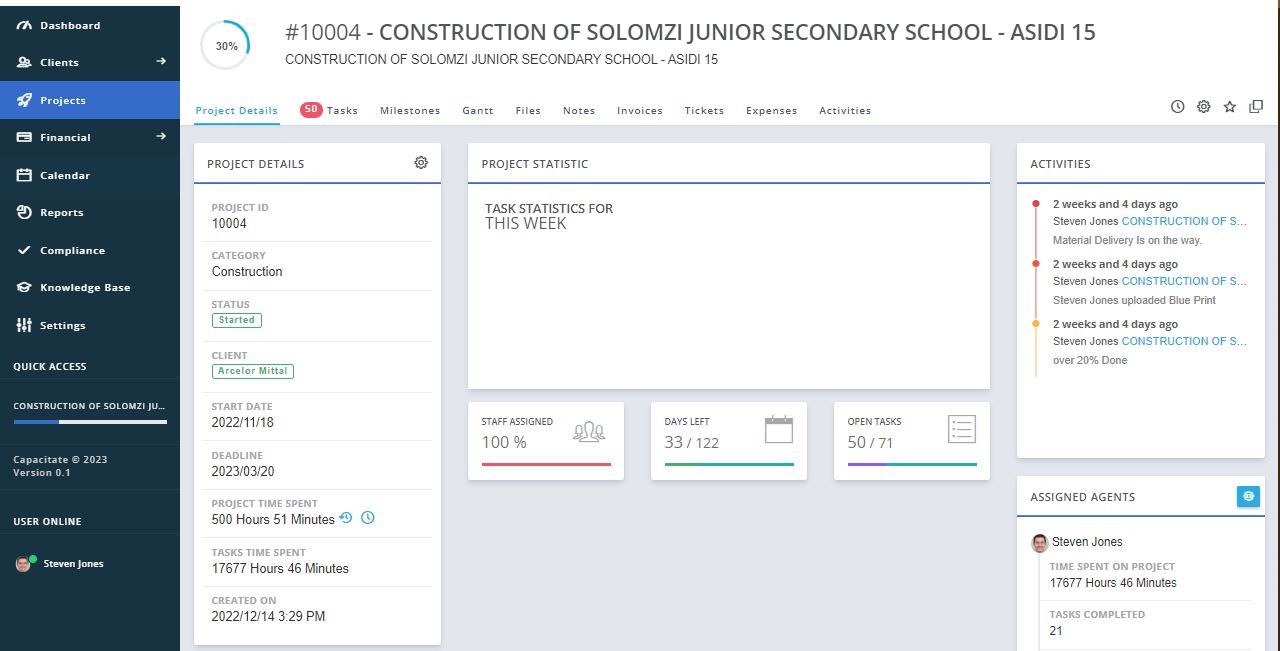 Dashboard
Clients
Projects
Financial
Calendar
Reports
Compliance
Knowledge Base
Settings
QUICK ACCESS
CONSTRUCTION OF SOLOMZI JU...
Capacitate © 2023
Version 0.1
USER ONLINE
Steven Jones
30%
#10004 - CONSTRUCTION OF SOLOMZI JUNIOR SECONDARY SCHOOL - ASIDI 15
CONSTRUCTION OF SOLOMZI JUNIOR SECONDARY SCHOOL - ASIDI 15
Project Details 50 Tasks Milestones Gantt Files Notes Invoices Tickets Expenses Activities
PROJECT DETAILS
PROJECT ID
10004
CATEGORY
Construction
STATUS
Started
CLIENT
Arcelor Mittal
START DATE
2022/11/18
DEADLINE
2023/03/20
PROJECT TIME SPENT
500 Hours 51 Minutes
TASKS TIME SPENT
17677 Hours 46 Minutes
CREATED ON
2022/12/14 3:29 PM
PROJECT STATISTIC
TASK STATISTICS FOR
THIS WEEK
STAFF ASSIGNED
100 %
DAYS LEFT
33 / 122
OPEN TASKS
50 / 71
ACTIVITIES
2 weeks and 4 days ago
Steven Jones CONSTRUCTION OF S...
Material Delivery Is on the way.
2 weeks and 4 days ago
Steven Jones CONSTRUCTION OF S...
Steven Jones uploaded Blue Print
2 weeks and 4 days ago
Steven Jones CONSTRUCTION OF S...
over 20% Done
ASSIGNED AGENTS
Steven Jones
TIME SPENT ON PROJECT
17677 Hours 46 Minutes
TASKS COMPLETED
21